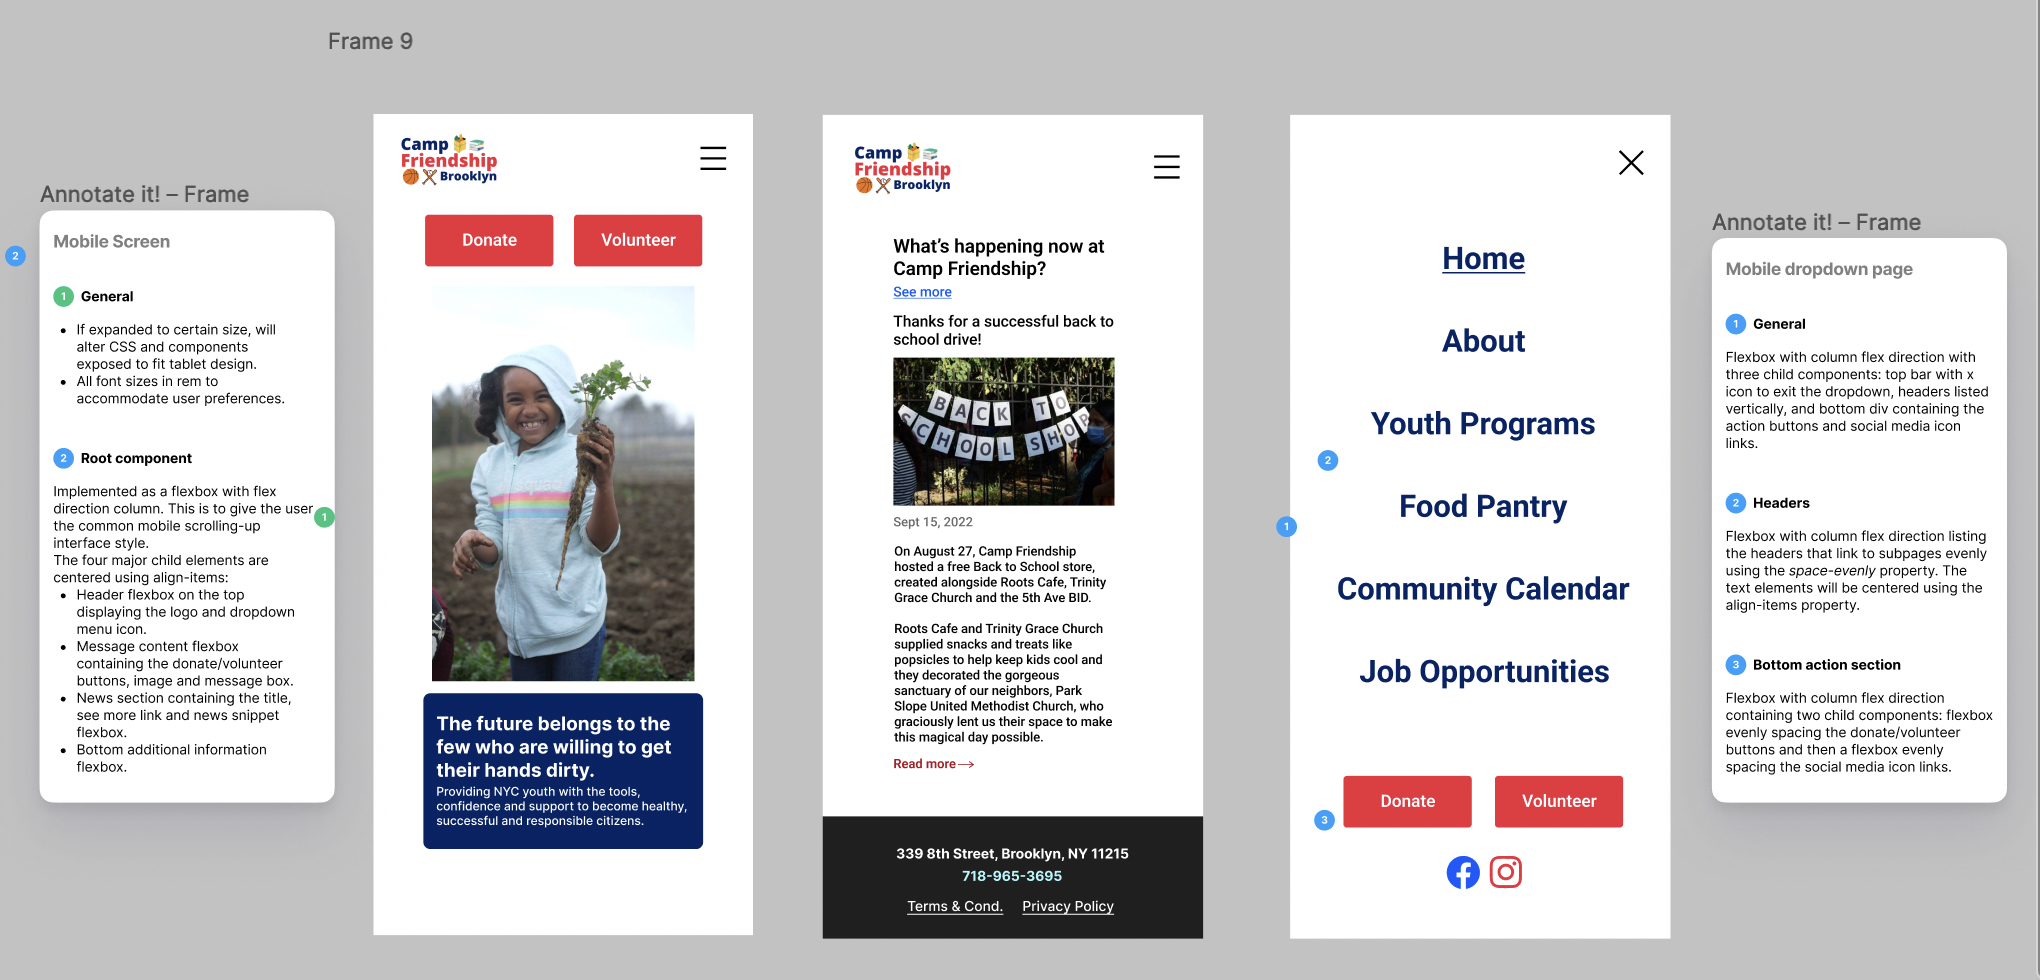 Frame 9
Annotate it! – Frame
Mobile Screen
2
1 General
• If expanded to certain size, will
alter CSS and components
exposed to fit tablet design.
• All font sizes in rem to
accommodate user preferences.
2 Root component
Implemented as a flexbox with flex
direction column. This is to give the user
the common mobile scrolling-up
interface style.
The four major child elements are
centered using align-items:
• Header flexbox on the top
displaying the logo and dropdown
menu icon.
• Message content flexbox
containing the donate/volunteer
buttons, image and message box.
• News section containing the title,
see more link and news snippet
flexbox.
• Bottom additional information
flexbox.
1
Camp
Friendship
Brooklyn
Donate
Volunteer
The future belongs to the
few who are willing to get
their hands dirty.
Providing NYC youth with the tools,
confidence and support to become healthy,
successful and responsible citizens.
Camp
Friendship
Brooklyn
What's happening now at
Camp Friendship?
See more
Thanks for a successful back to
school drive!
BACK TO
SCHOOL SHOP
Sept 15, 2022
On August 27, Camp Friendship
hosted a free Back to School store,
created alongside Roots Cafe, Trinity
Grace Church and the 5th Ave BID.
Roots Cafe and Trinity Grace Church
supplied snacks and treats like
popsicles to help keep kids cool and
they decorated the gorgeous
sanctuary of our neighbors, Park
Slope United Methodist Church, who
graciously lent us their space to make
this magical day possible.
Read more→
339 8th Street, Brooklyn, NY 11215
718-965-3695
Terms & Cond. Privacy Policy
Home
About
Youth Programs
2
Food Pantry
1
Community Calendar
Job Opportunities
Donate
Volunteer
3
Annotate it! – Frame
Mobile dropdown page
1 General
Flexbox with column flex direction with
three child components: top bar with x
icon to exit the dropdown, headers listed
vertically, and bottom div containing the
action buttons and social media icon
links.
2 Headers
Flexbox with column flex direction listing
the headers that link to subpages evenly
using the space-evenly property. The
text elements will be centered using the
align-items property.
3 Bottom action section
Flexbox with column flex direction
containing two child components: flexbox
evenly spacing the donate/volunteer
buttons and then a flexbox evenly
spacing the social media icon links.